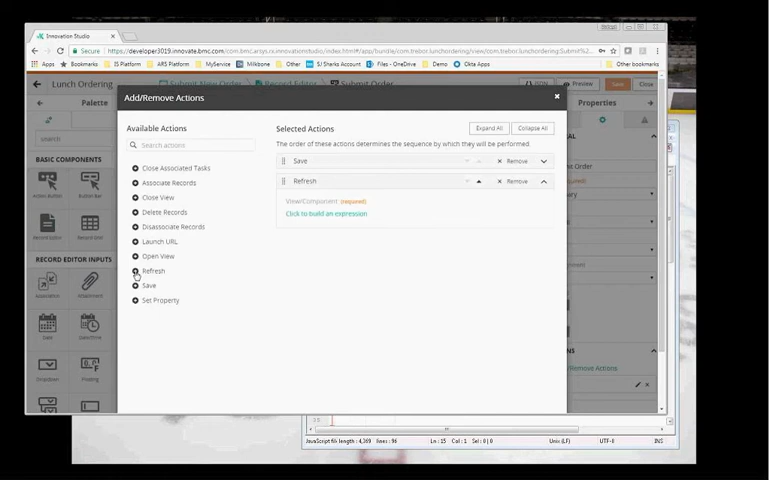 Innovation Studio
Secure
https://developer3019.innovate.bmc.com/com.bmc.arsys.innovationstudio/index.html#/app/bundle/com.trebor.lunchordering/view/com.trebor.lunchordering:Submit%2...
Apps Bookmarks IS Platform ARS Platform MyService Milkbone Other SJ Sharks Account Files - OneDrive Demo Okta Apps Other bookmarks
Lunch Ordering Submit New Order Record Editor Submit Order JSON Preview Save Close
Palette
Add/Remove Actions
Properties
Available Actions
Selected Actions
Expand All
Collapse All
search
Search actions
The order of these actions determines the sequence by which they will be performed.
BASIC COMPONENTS
Action Button
Button Bar
Record Editor
Record Grid
RECORD EDITOR INPUTS
Association
Attachment
Date
Date/Time
Dropdown
Floating
Close Associated Tasks
Associate Records
Close View
Delete Records
Disassociate Records
Launch URL
Open View
Refresh
Save
Set Property
Save
Remove
Refresh
Remove
View/Component (required)
Click to build an expression
/Remove Actions
JavaScript file
length : 4,369 lines : 96
Ln : 15 Col : 1 Sel : 0 | 0
Unix (LF)
UTF-8
INS